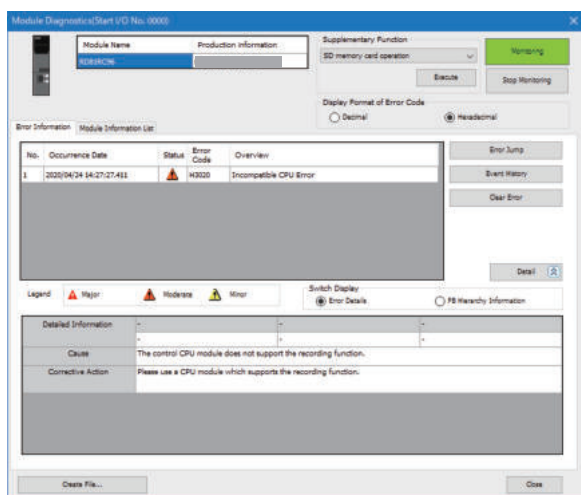 Module Diagnostics(Start I/O No. 0000)
Module Name Production information
RD81RC96
Supplementary Function
SD memory card operation
Execute
Monitoring
Stop Monitoring
Display Format of Error Code
Decimal Hexadecimal
Error Information Module Information List
No. Occurrence Date Status Error Code Overview
1 2020/04/24 14:27:27.411 H3020 Incompatible CPU Error
Error Jump
Event History
Clear Error
Detail
Legend Major Moderate Minor
Switch Display
Error Details FB Hierarchy Information
Detailed Information - - -
- - -
Cause The control CPU module does not support the recording function.
Corrective Action Please use a CPU module which supports the recording function.
Create File... Close